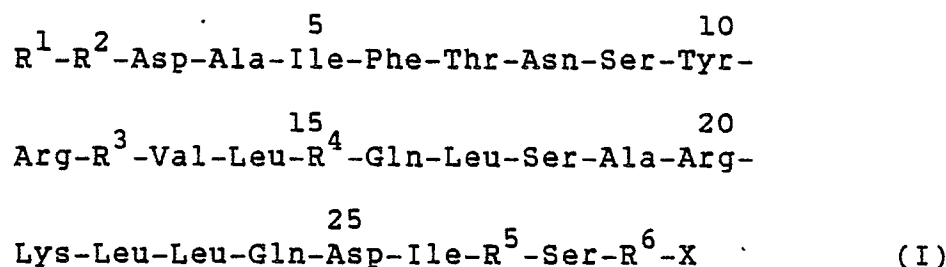 5 10
R¹-R²-Asp-Ala-Ile-Phe-Thr-Asn-Ser-Tyr-
15 20
Arg-R³-Val-Leu-R⁴-Gln-Leu-Ser-Ala-Arg-
25
Lys-Leu-Leu-Gln-Asp-Ile-R⁵-Ser-R⁶-X (I)